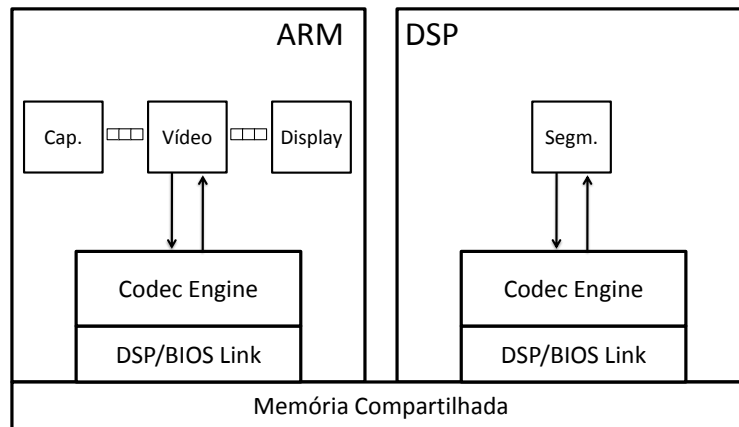 ARM
DSP
Cap.
Vídeo
Display
Segm.
Codec Engine
Codec Engine
DSP/BIOS Link
DSP/BIOS Link
Memória Compartilhada